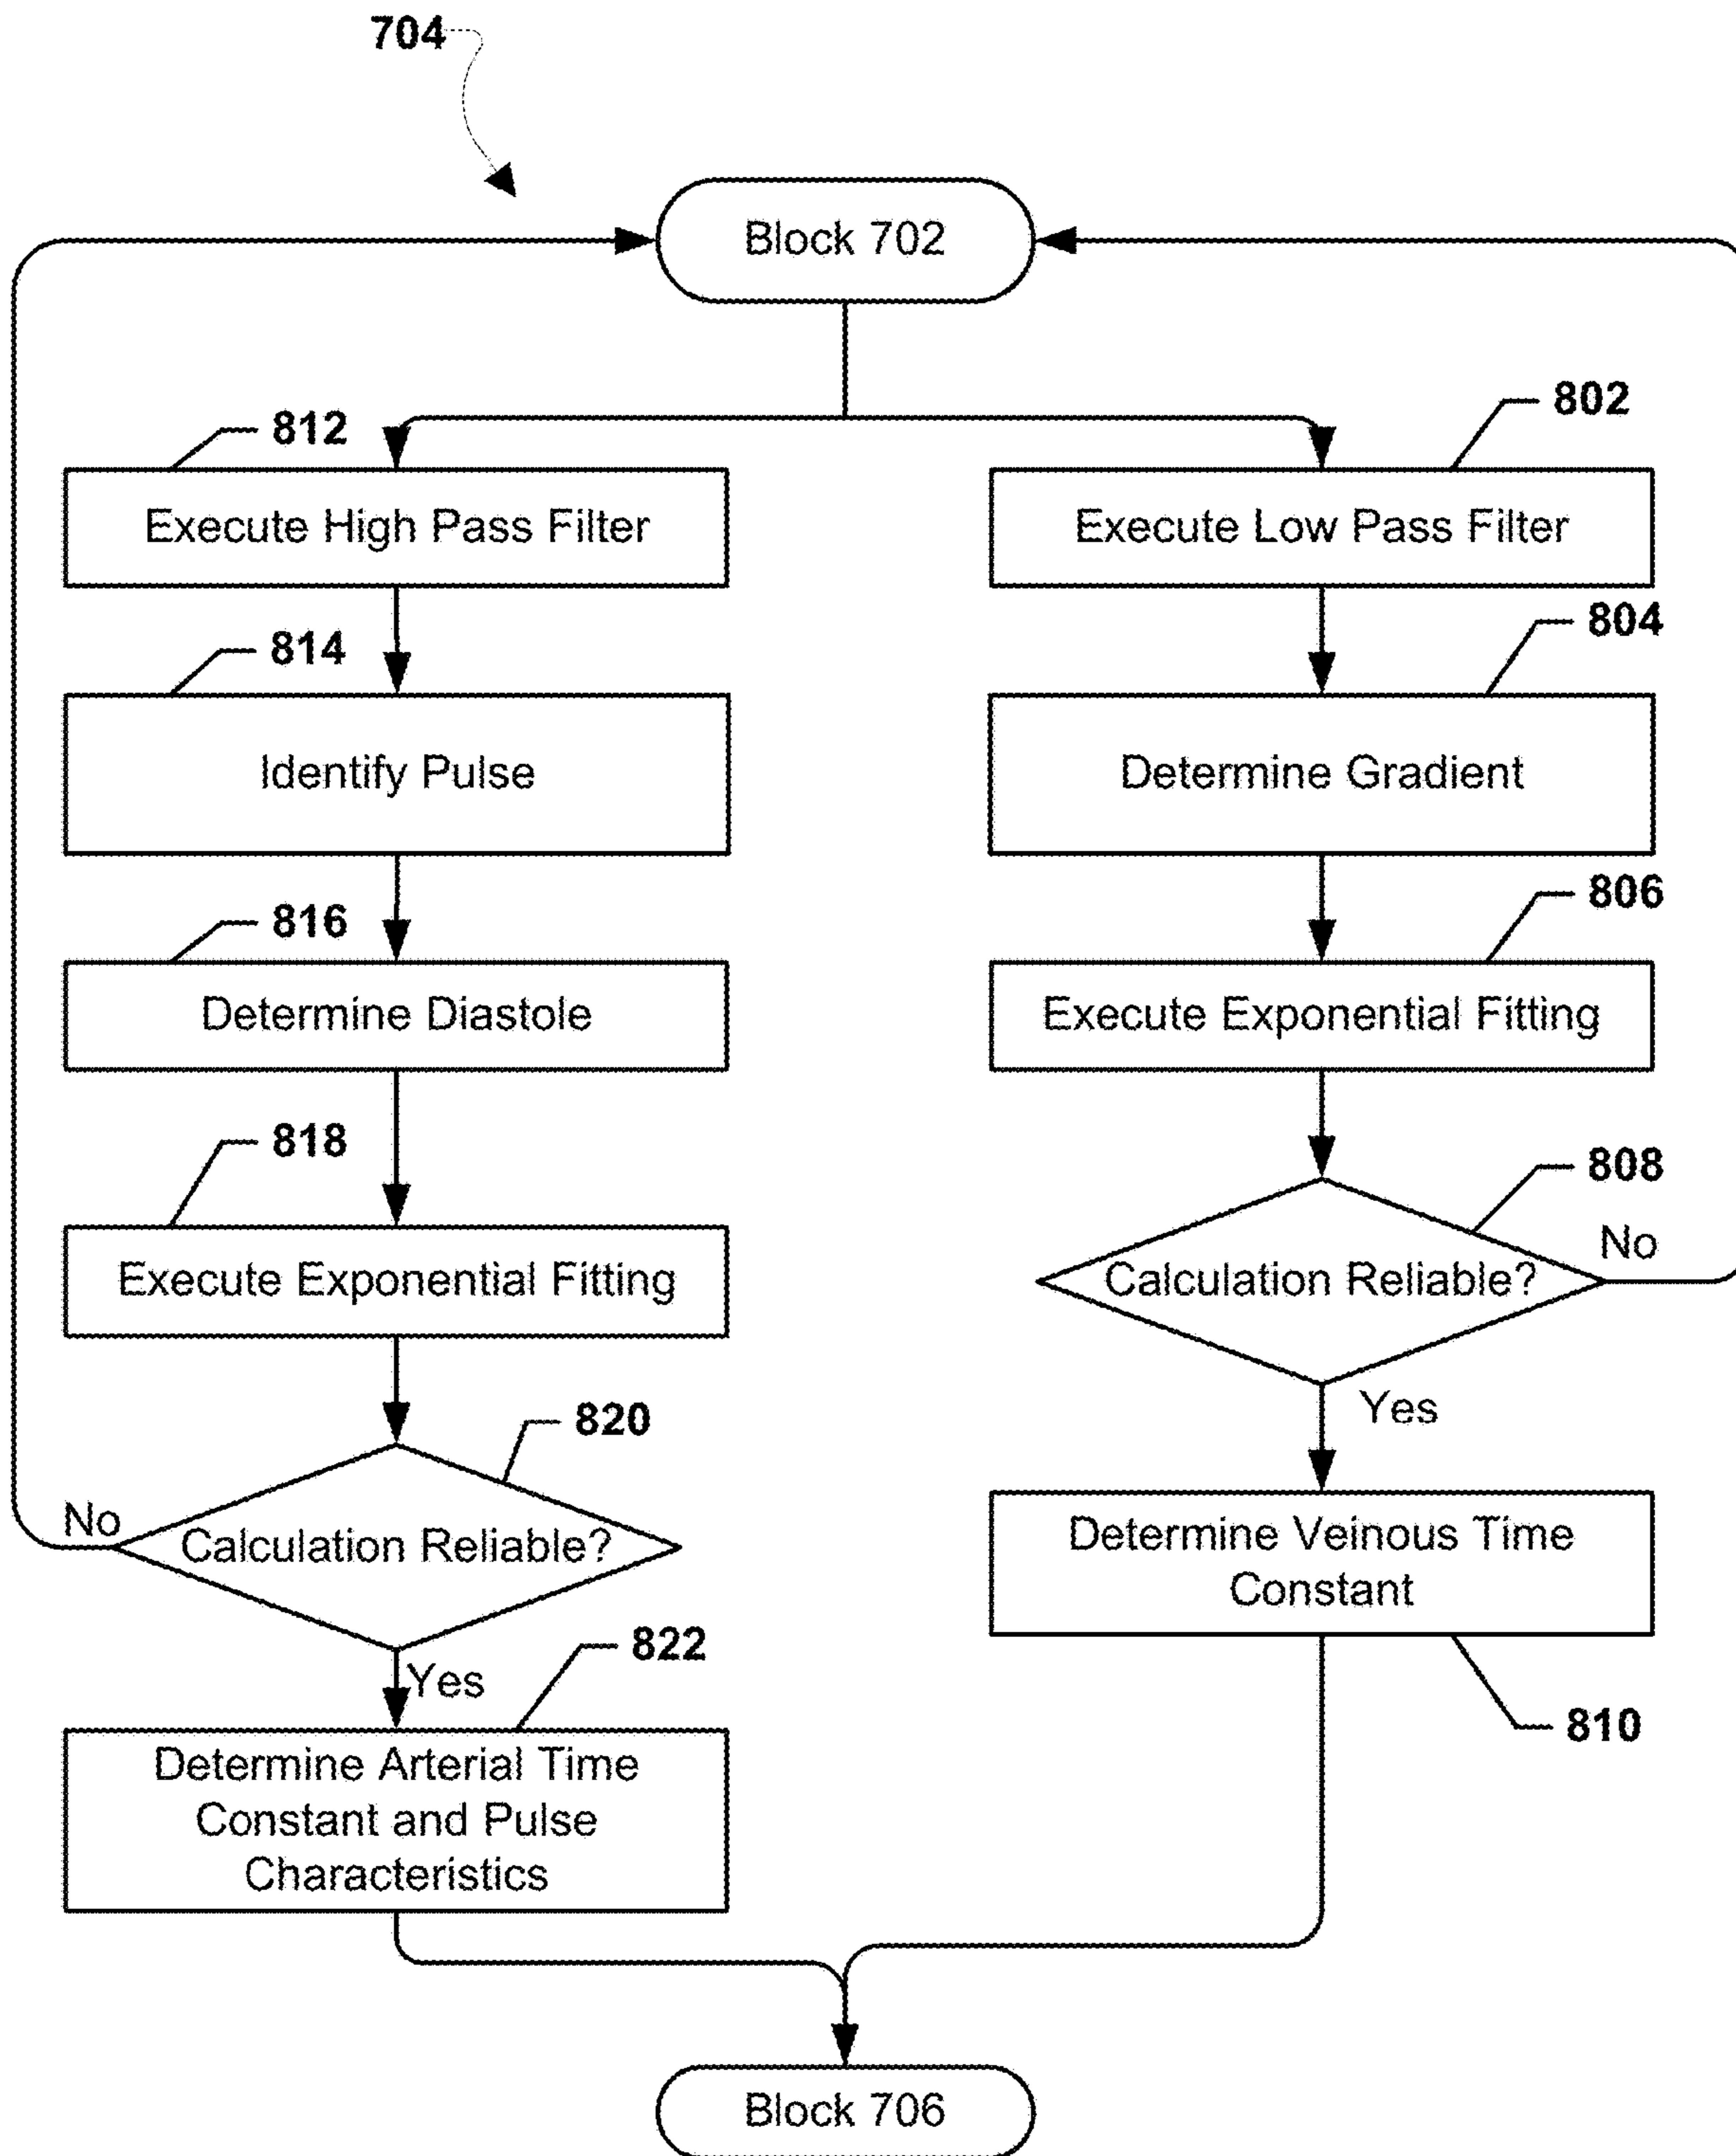 704
Block 702
812
802
Execute High Pass Filter
Execute Low Pass Filter
814
804
Identify Pulse
Determine Gradient
816
806
Determine Diastole
Execute Exponential Fitting
818
808
Execute Exponential Fitting
Calculation Reliable?
No
Yes
820
Calculation Reliable?
No
Yes
Determine Veinous Time
Constant
822
810
Determine Arterial Time
Constant and Pulse
Characteristics
Block 706